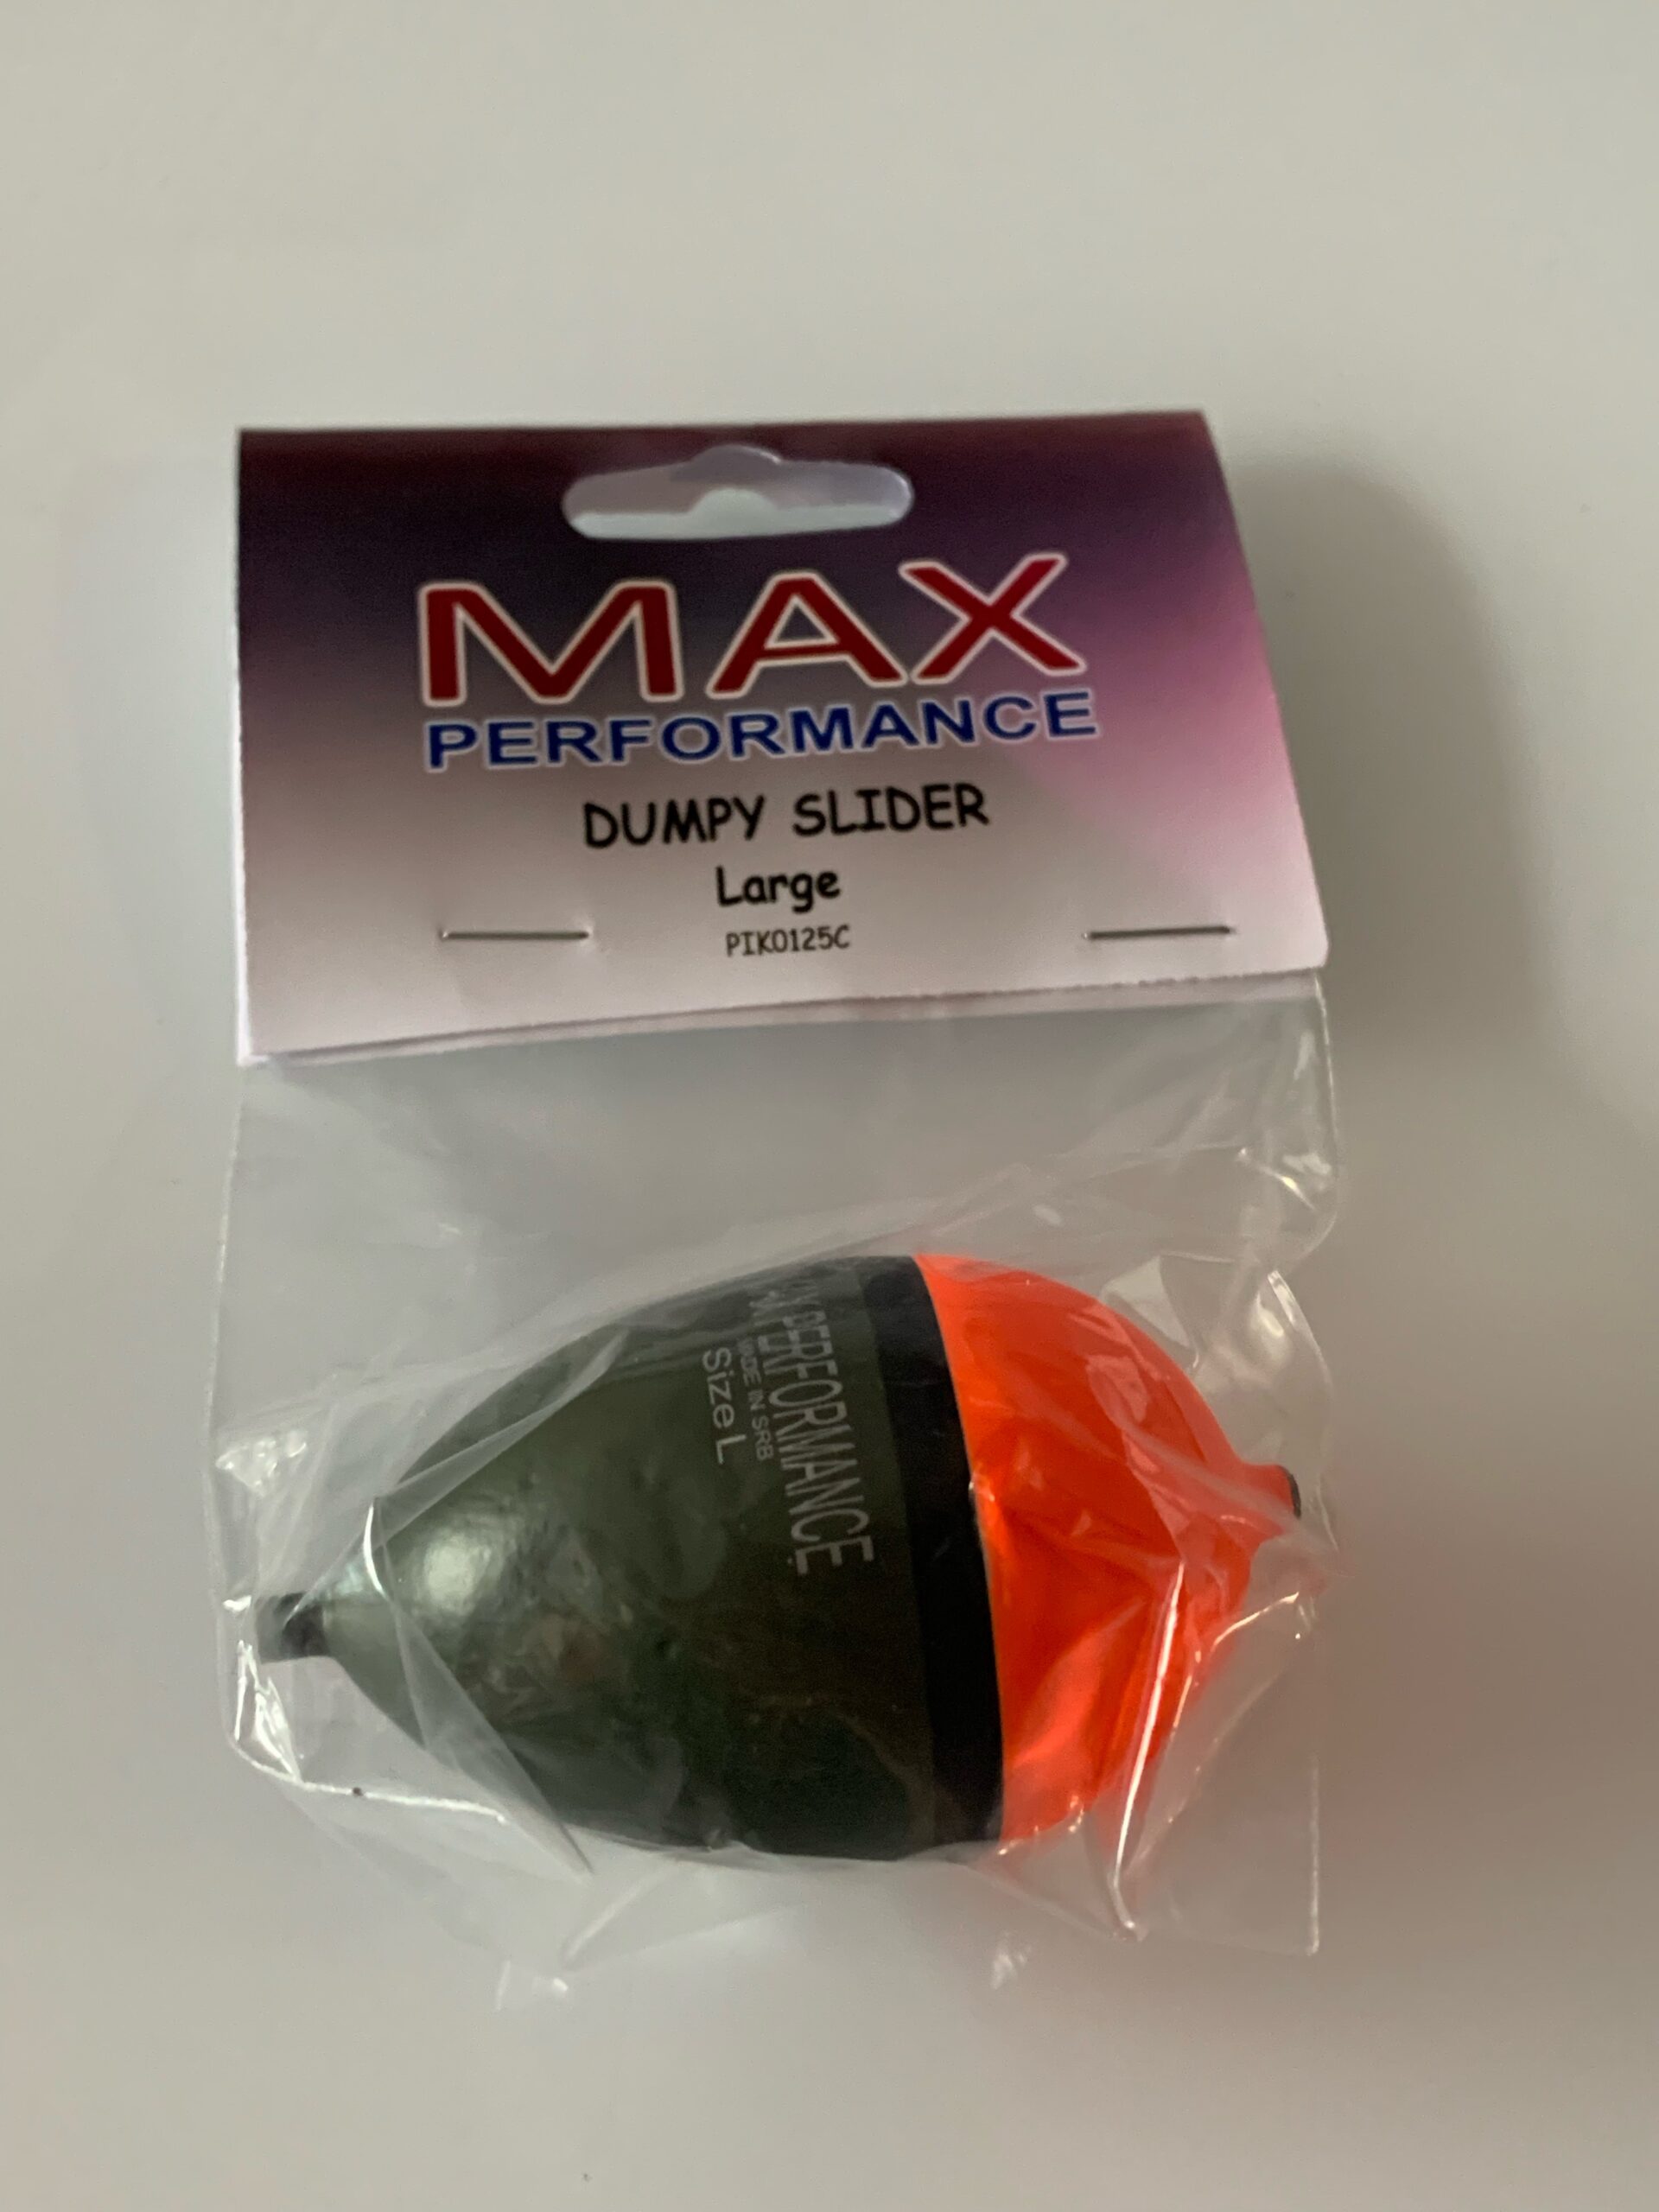 MAX
PERFORMANCE
DUMPY SLIDER
Large
PIK0125C
PERFORMANCE
MADE IN SRB
Size L